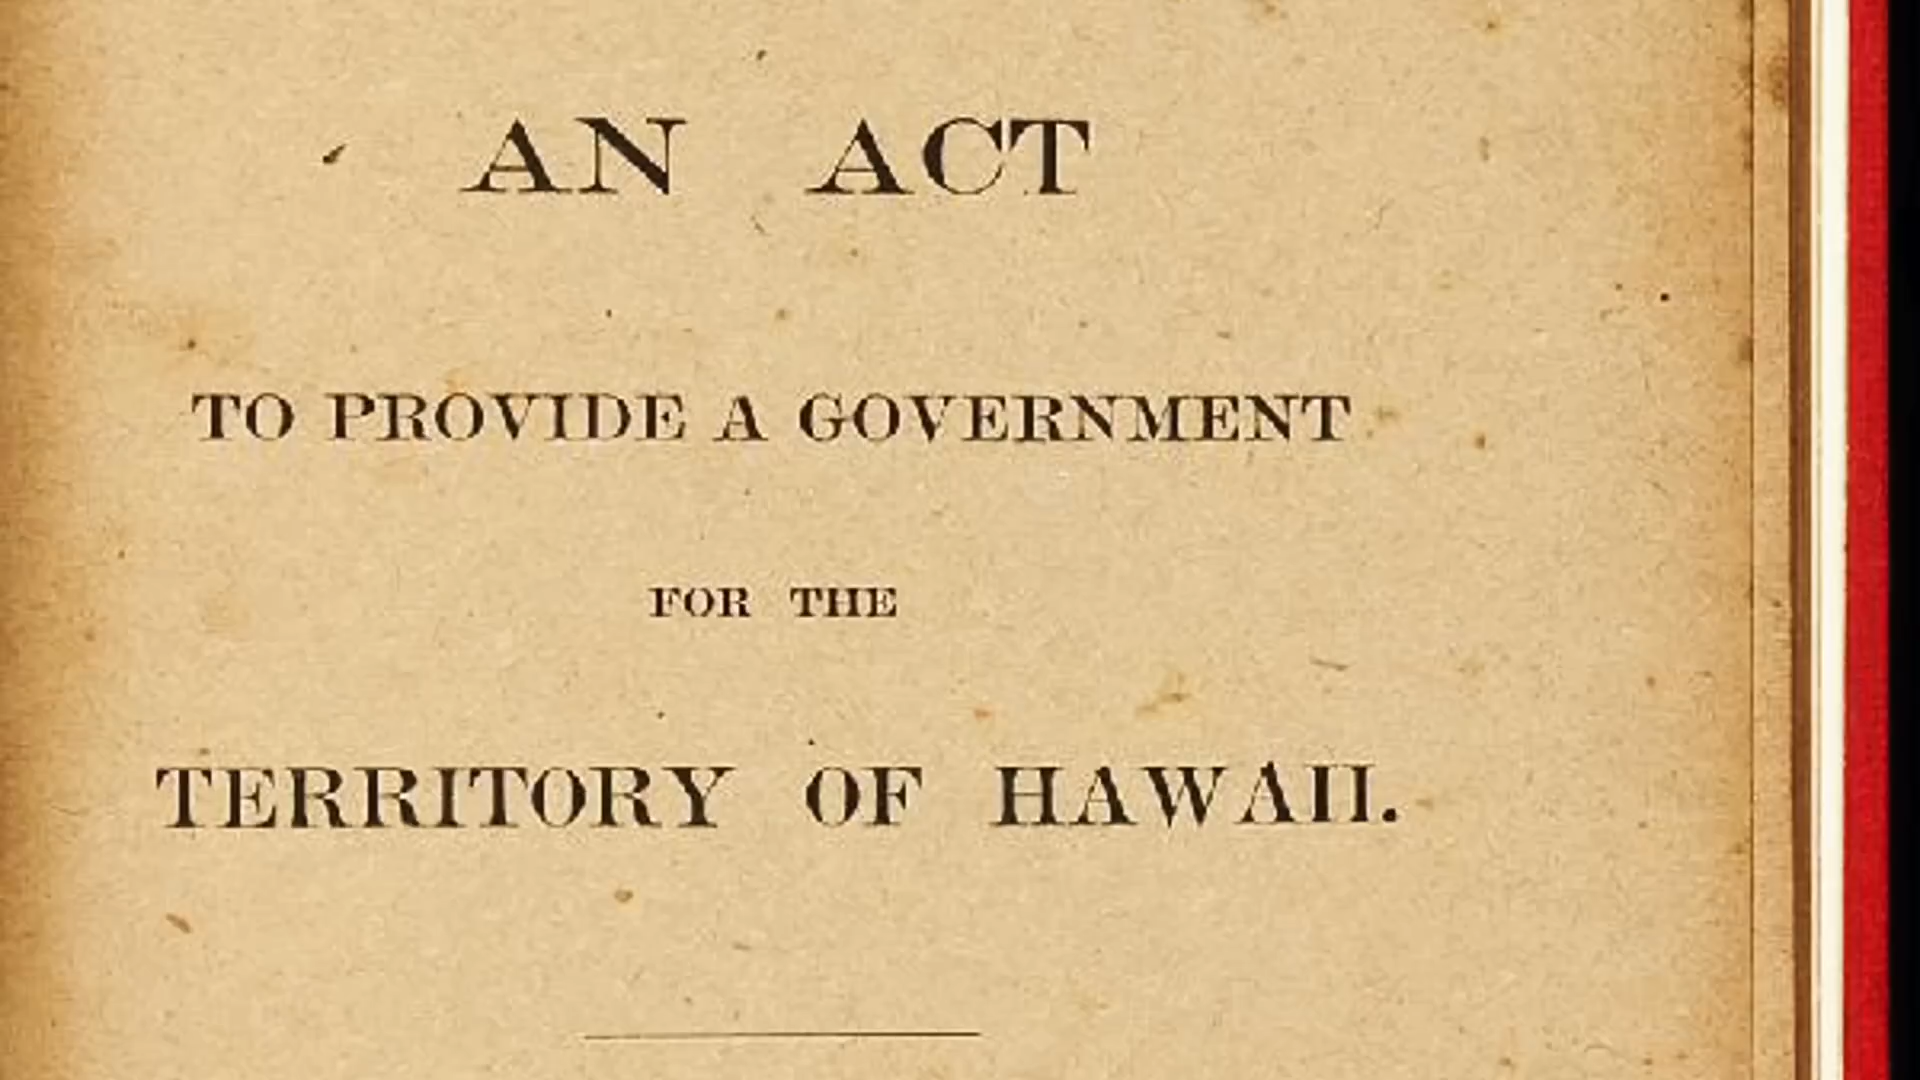 AN ACT
TO PROVIDE A GOVERNMENT
FOR THE
TERRITORY OF HAWAII.